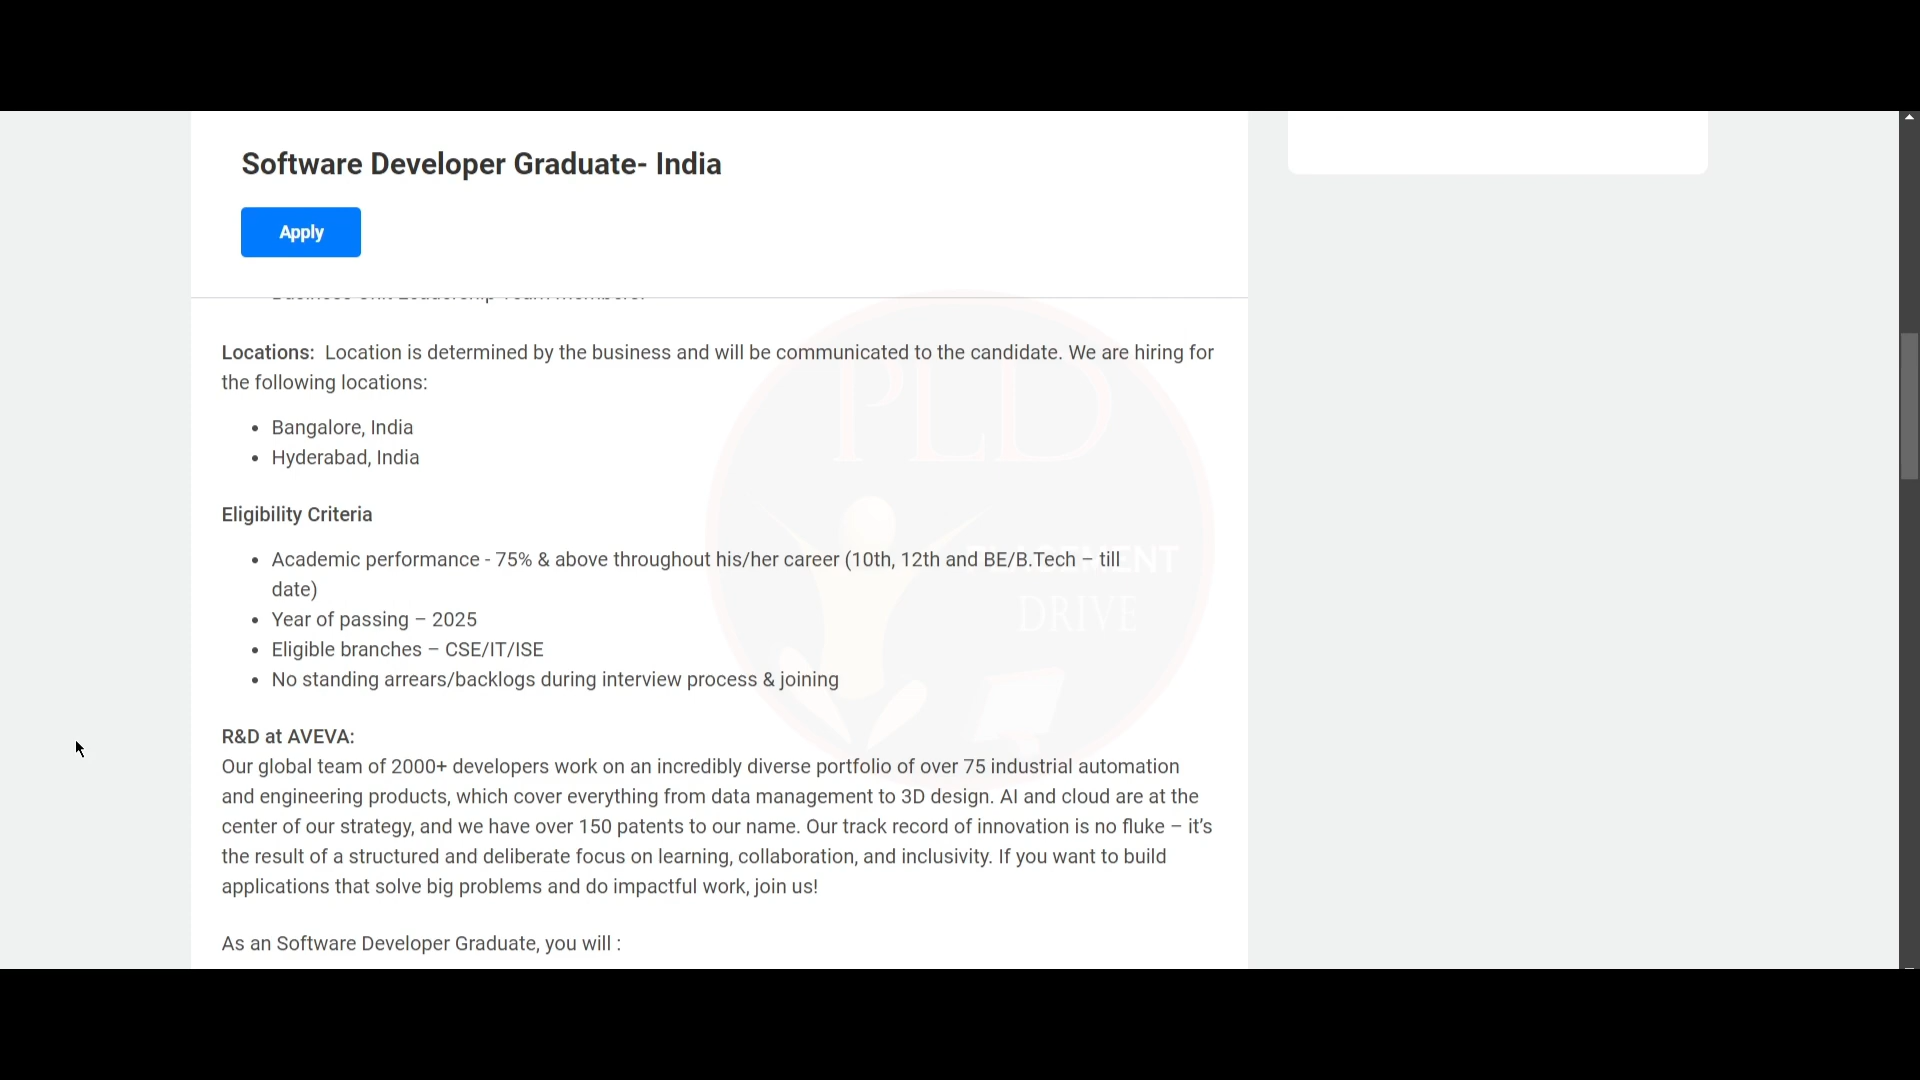 Software Developer Graduate- India
Apply
Business Unit Leadership Team Members.
Locations:  Location is determined by the business and will be communicated to the candidate. We are hiring for
the following locations:
• Bangalore, India
• Hyderabad, India
PLD
Eligibility Criteria
• Academic performance - 75% & above throughout his/her career (10th, 12th and BE/B.Tech – till
date)
• Year of passing – 2025
• Eligible branches – CSE/IT/ISE
• No standing arrears/backlogs during interview process & joining
DRIVE
R&D at AVEVA:
Our global team of 2000+ developers work on an incredibly diverse portfolio of over 75 industrial automation
and engineering products, which cover everything from data management to 3D design. AI and cloud are at the
center of our strategy, and we have over 150 patents to our name. Our track record of innovation is no fluke – it’s
the result of a structured and deliberate focus on learning, collaboration, and inclusivity. If you want to build
applications that solve big problems and do impactful work, join us!
As an Software Developer Graduate, you will :